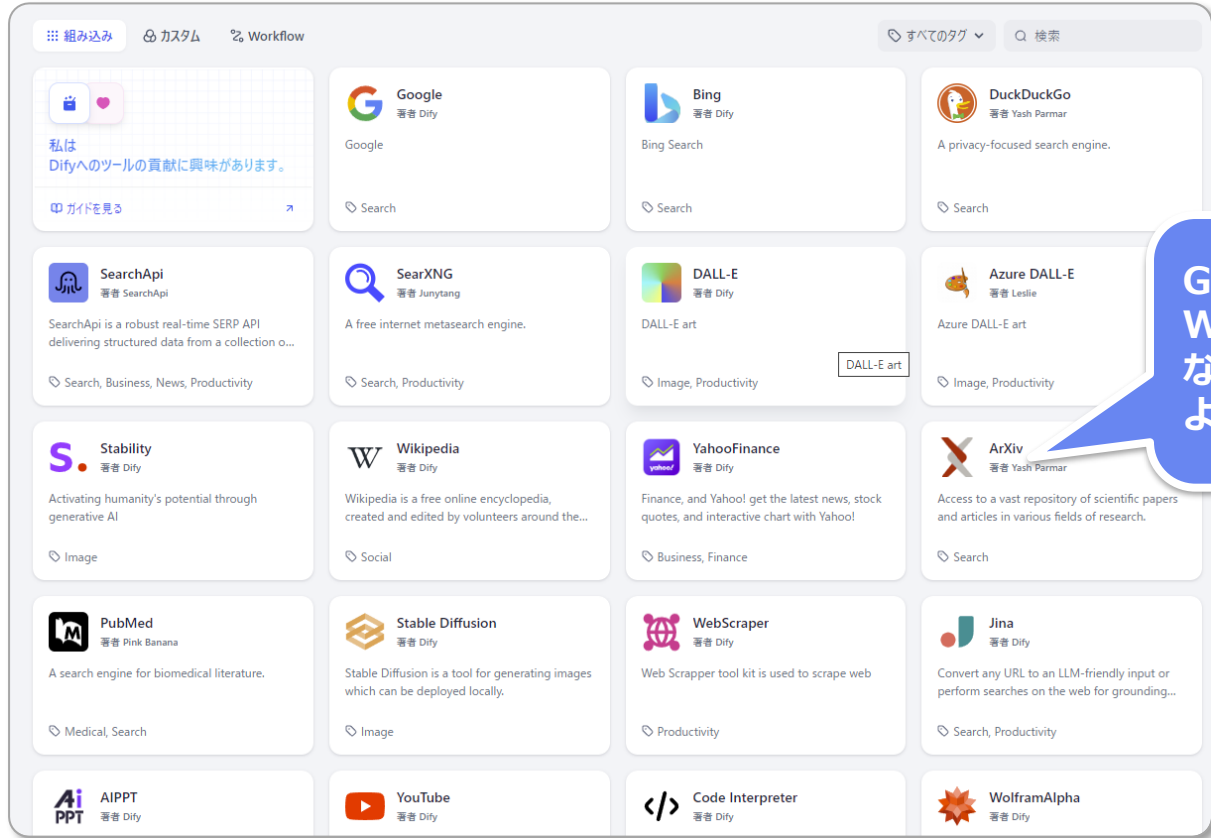 組み込み
カスタム
Workflow
すべてのタグ
検索
私は
Difyへのツールの貢献に興味があります。
ガイドを見る
Google
著者 Dify
Google
Search
Bing
著者 Dify
Bing Search
Search
DuckDuckGo
著者 Yash Parmar
A privacy-focused search engine.
Search
SearchApi
著者 SearchApi
SearchApi is a robust real-time SERP API
delivering structured data from a collection o...
Search, Business, News, Productivity
SearXNG
著者 Junytang
A free internet metasearch engine.
Search, Productivity
DALL-E
著者 Dify
DALL-E art
DALL-E art
Image, Productivity
Azure DALL-E
著者 Leslie
Azure DALL-E art
Image, Productivity
G
W
な
よ
Stability
著者 Dify
Activating humanity's potential through
generative AI
Image
W
Wikipedia
著者 Dify
Wikipedia is a free online encyclopedia,
created and edited by volunteers around the...
Social
yahoo!
YahooFinance
著者 Dify
Finance, and Yahoo! get the latest news, stock
quotes, and interactive chart with Yahoo!
Business, Finance
ArXiv
著者 Yash Parmar
Access to a vast repository of scientific papers
and articles in various fields of research.
Search
PubMed
著者 Pink Banana
A search engine for biomedical literature.
Medical, Search
Stable Diffusion
著者 Dify
Stable Diffusion is a tool for generating images
which can be deployed locally.
Image
WebScraper
著者 Dify
Web Scrapper tool kit is used to scrape web
Productivity
Jina
著者 Dify
Convert any URL to an LLM-friendly input or
perform searches on the web for grounding...
Search, Productivity
Ai
PPT
AIPPT
著者 Dify
YouTube
著者 Dify
Code Interpreter
著者 Dify
WolframAlpha
著者 Dify